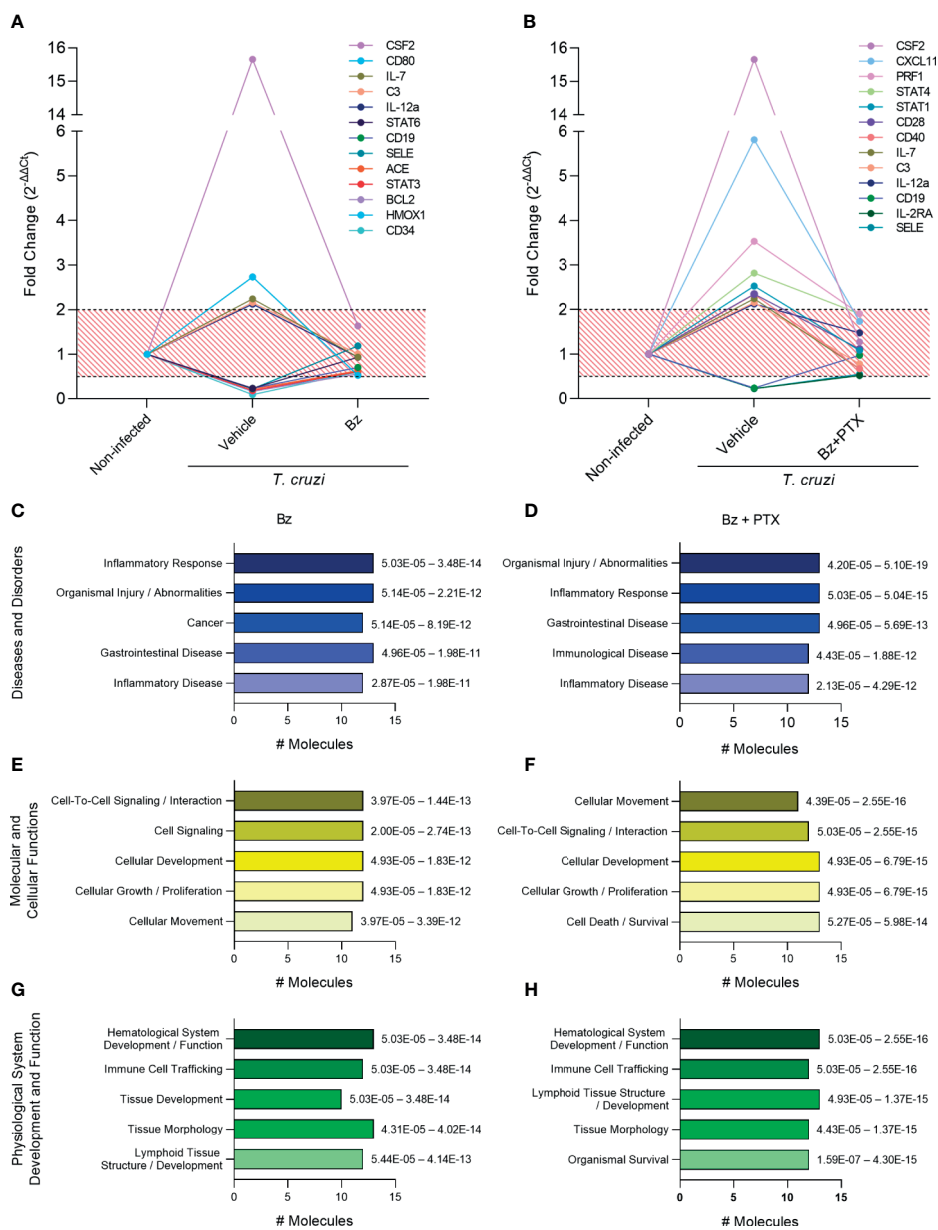 A
16
15
14
6
5
4
3
2
1
0
Fold Change (2-ΔΔCt)
Non-infected
Vehicle
Bz
T. cruzi
CSF2
CD80
IL-7
C3
IL-12a
STAT6
CD19
SELE
ACE
STAT3
BCL2
HMOX1
CD34
B
16
15
14
6
5
4
3
2
1
0
Fold Change (2-ΔΔCt)
Non-infected
Vehicle
Bz+PTX
T. cruzi
CSF2
CXCL11
PRF1
STAT4
STAT1
CD28
CD40
IL-7
C3
IL-12a
CD19
IL-2RA
SELE
C
Bz
Diseases and Disorders
Inflammatory Response 5.03E-05 – 3.48E-14
Organismal Injury / Abnormalities 5.14E-05 – 2.21E-12
Cancer 5.14E-05 – 8.19E-12
Gastrointestinal Disease 4.96E-05 – 1.98E-11
Inflammatory Disease 2.87E-05 – 1.98E-11
0 5 10 15
# Molecules
D
Bz + PTX
Organismal Injury / Abnormalities 4.20E-05 – 5.10E-19
Inflammatory Response 5.03E-05 – 5.04E-15
Gastrointestinal Disease 4.96E-05 – 5.69E-13
Immunological Disease 4.43E-05 – 1.88E-12
Inflammatory Disease 2.13E-05 – 4.29E-12
0 5 10 15
# Molecules
E
Molecular and
Cellular Functions
Cell-To-Cell Signaling / Interaction 3.97E-05 – 1.44E-13
Cell Signaling 2.00E-05 – 2.74E-13
Cellular Development 4.93E-05 – 1.83E-12
Cellular Growth / Proliferation 4.93E-05 – 1.83E-12
Cellular Movement 3.97E-05 – 3.39E-12
0 5 10 15
# Molecules
F
Cellular Movement 4.39E-05 – 2.55E-16
Cell-To-Cell Signaling / Interaction 5.03E-05 – 2.55E-15
Cellular Development 4.93E-05 – 6.79E-15
Cellular Growth / Proliferation 4.93E-05 – 6.79E-15
Cell Death / Survival 5.27E-05 – 5.98E-14
0 5 10 15
# Molecules
G
Physiological System
Development and Function
Hematological System
Development / Function 5.03E-05 – 3.48E-14
Immune Cell Trafficking 5.03E-05 – 3.48E-14
Tissue Development 5.03E-05 – 3.48E-14
Tissue Morphology 4.31E-05 – 4.02E-14
Lymphoid Tissue
Structure / Development 5.44E-05 – 4.14E-13
0 5 10 15
# Molecules
H
Hematological System
Development / Function 5.03E-05 – 2.55E-16
Immune Cell Trafficking 5.03E-05 – 2.55E-16
Lymphoid Tissue Structure
/ Development 4.93E-05 – 1.37E-15
Tissue Morphology 4.43E-05 – 1.37E-15
Organismal Survival 1.59E-07 – 4.30E-15
0 5 10 15
# Molecules